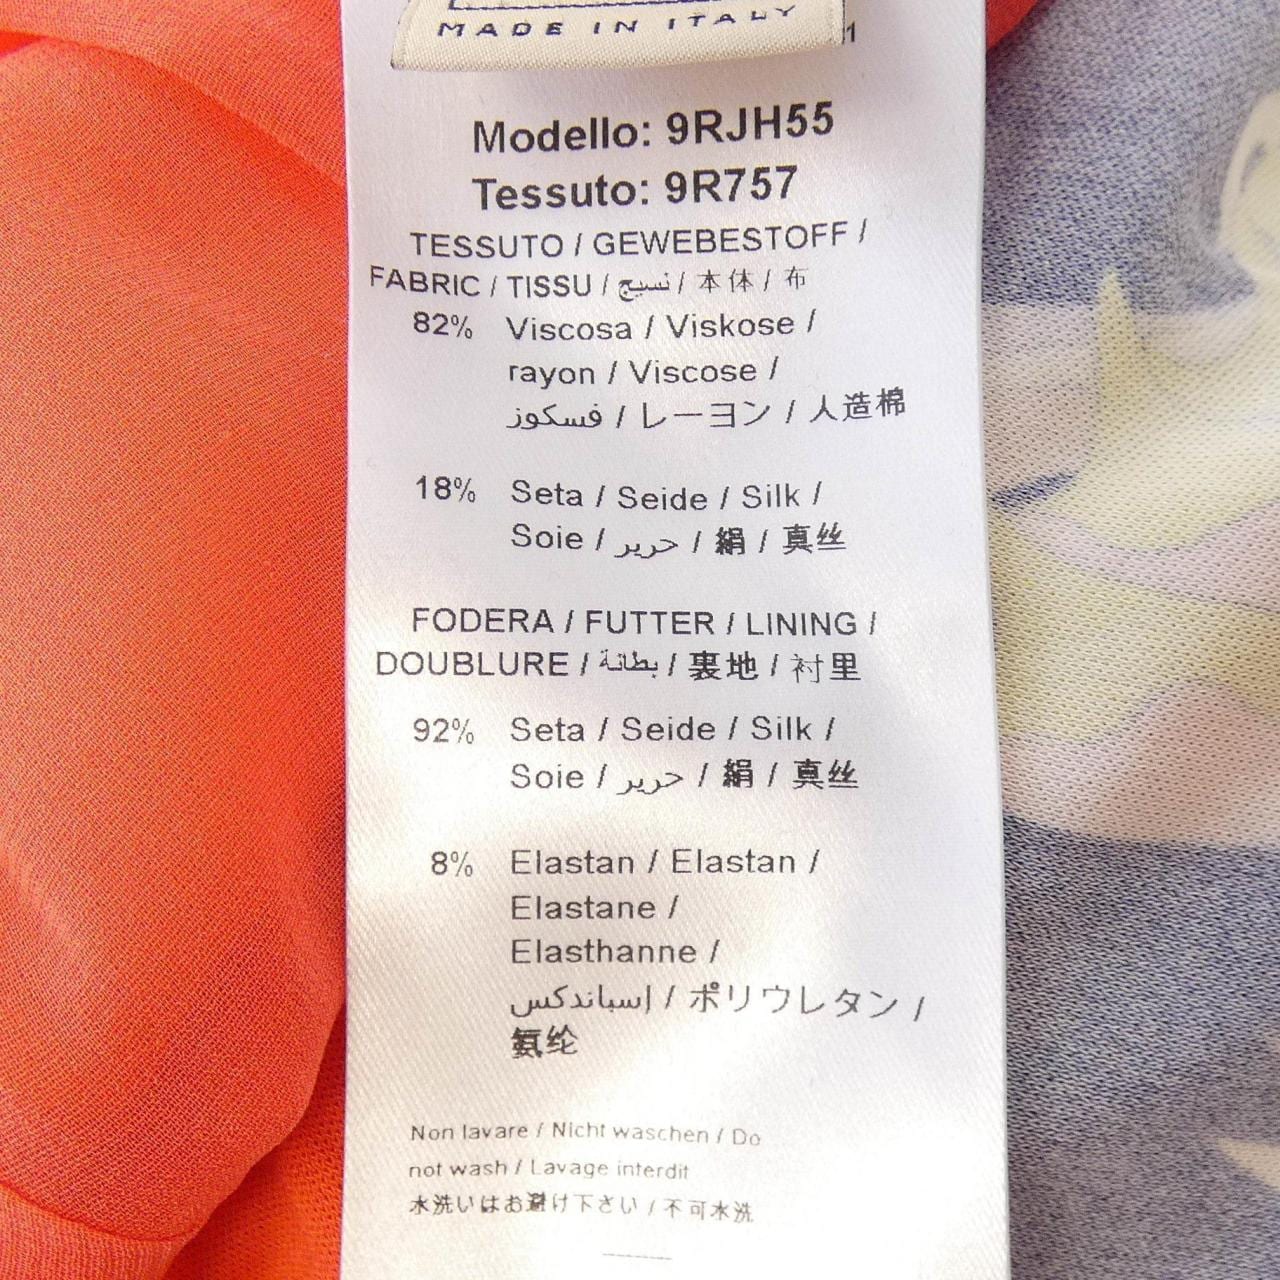 MADE IN ITALY
1
Modello: 9RJH55
Tessuto: 9R757
TESSUTO / GEWEBESTOFF /
FABRIC / TISSU / نسيج / 本体 / 布
82% Viscosa / Viskose /
rayon / Viscose /
فسكوز / レーヨン / 人造棉
18% Seta / Seide / Silk /
Soie / حرير / 絹 / 真丝
FODERA / FUTTER / LINING /
DOUBLURE / بطانة / 裏地 / 衬里
92% Seta / Seide / Silk /
Soie / حرير / 絹 / 真丝
8% Elastan / Elastan /
Elastane /
Elasthanne /
إسباندكس / ポリウレタン /
氨纶
Non lavare / Nicht waschen / Do
not wash / Lavage interdit
水洗いはお避け下さい / 不可水洗